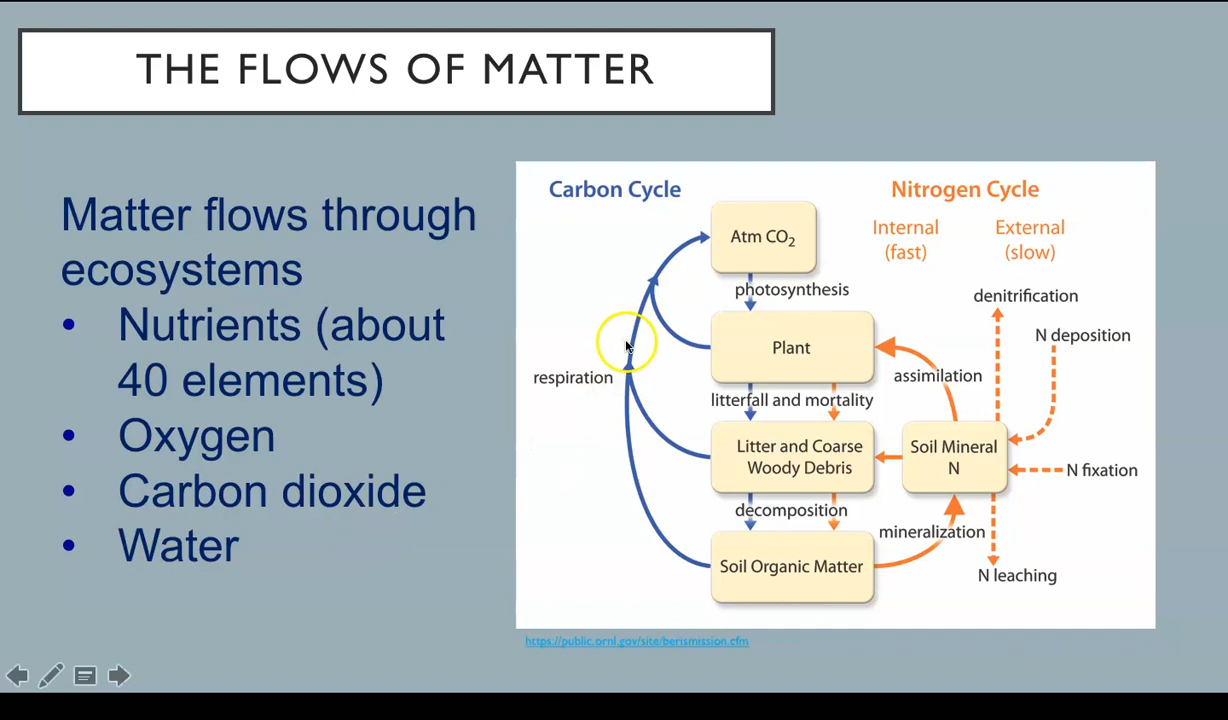 THE FLOWS OF MATTER
Matter flows through
ecosystems
• Nutrients (about
40 elements)
• Oxygen
• Carbon dioxide
• Water
Carbon Cycle
Nitrogen Cycle
Internal
(fast)
External
(slow)
Atm CO₂
photosynthesis
denitrification
N deposition
Plant
respiration
assimilation
litterfall and mortality
Litter and Coarse
Woody Debris
Soil Mineral
N
N fixation
decomposition
mineralization
Soil Organic Matter
N leaching
https://public.ornl.gov/site/berismission.cfm